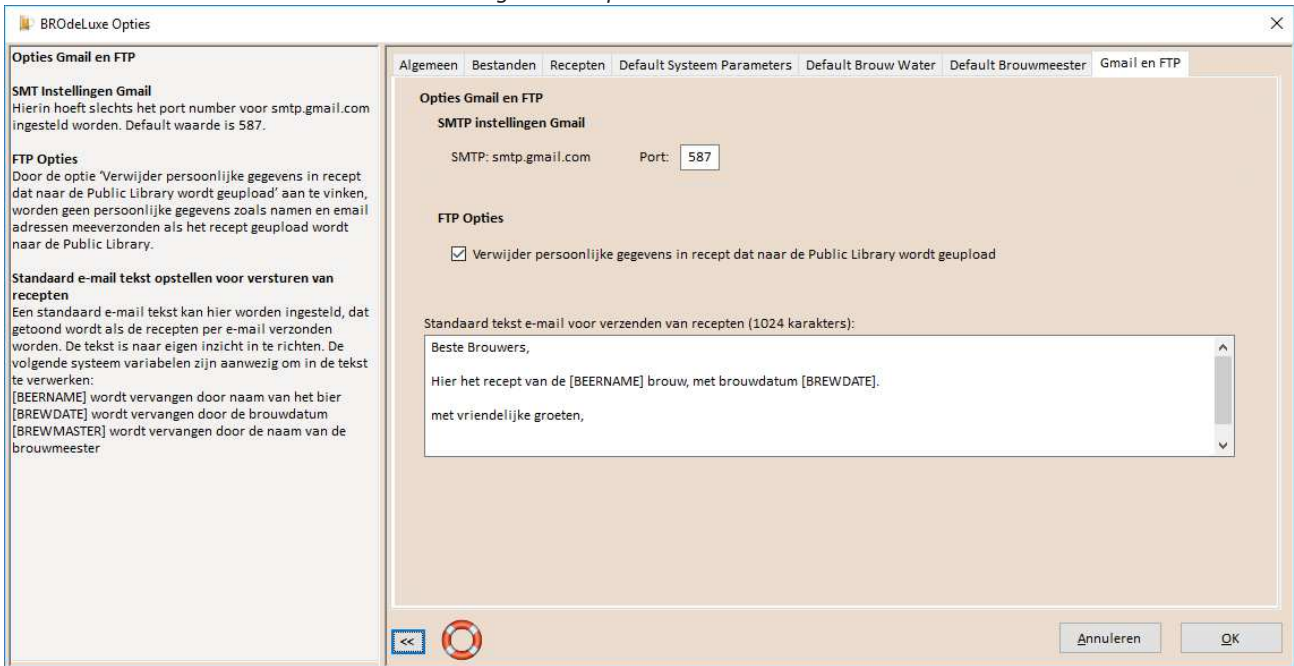 BROdeLuxe Opties
Opties Gmail en FTP
SMT Instellingen Gmail
Hierin hoeft slechts het port number voor smtp.gmail.com
ingesteld worden. Default waarde is 587.
FTP Opties
Door de optie ‘Verwijder persoonlijke gegevens in recept
dat naar de Public Library wordt geupload’ aan te vinken,
worden geen persoonlijke gegevens zoals namen en email
adressen meeverzonden als het recept geupload wordt
naar de Public Library.
Standaard e-mail tekst opstellen voor versturen van
recepten
Een standaard e-mail tekst kan hier worden ingesteld, dat
getoond wordt als de recepten per e-mail verzonden
worden. De tekst is naar eigen inzicht in te richten. De
volgende systeem variabelen zijn aanwezig om in de tekst
te verwerken:
[BEERNAME] wordt vervangen door naam van het bier
[BREWDATE] wordt vervangen door de brouwdatum
[BREWMASTER] wordt vervangen door de naam van de
brouwmeester
Algemeen Bestanden Recepten Default Systeem Parameters Default Brouw Water Default Brouwmeester Gmail en FTP
Opties Gmail en FTP
SMTP instellingen Gmail
SMTP: smtp.gmail.com Port: 587
FTP Opties
Verwijder persoonlijke gegevens in recept dat naar de Public Library wordt geupload
Standaard tekst e-mail voor verzenden van recepten (1024 karakters):
Beste Brouwers,
Hier het recept van de [BEERNAME] brouw, met brouwdatum [BREWDATE].
met vriendelijke groeten,
<< Annuleren OK